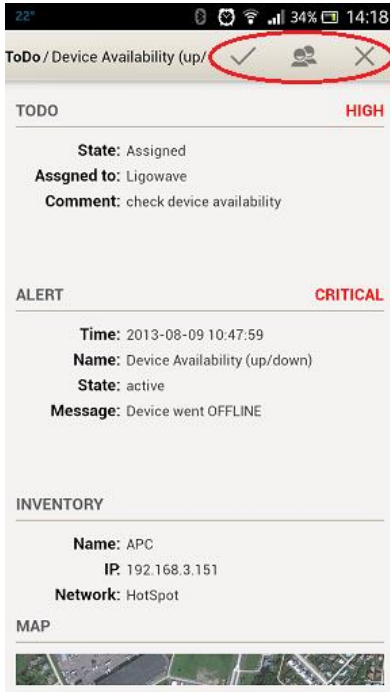 22° 34% 14:18
ToDo / Device Availability (up/
TODO HIGH
State: Assigned
Assgned to: Ligowave
Comment: check device availability
ALERT CRITICAL
Time: 2013-08-09 10:47:59
Name: Device Availability (up/down)
State: active
Message: Device went OFFLINE
INVENTORY
Name: APC
IP: 192.168.3.151
Network: HotSpot
MAP